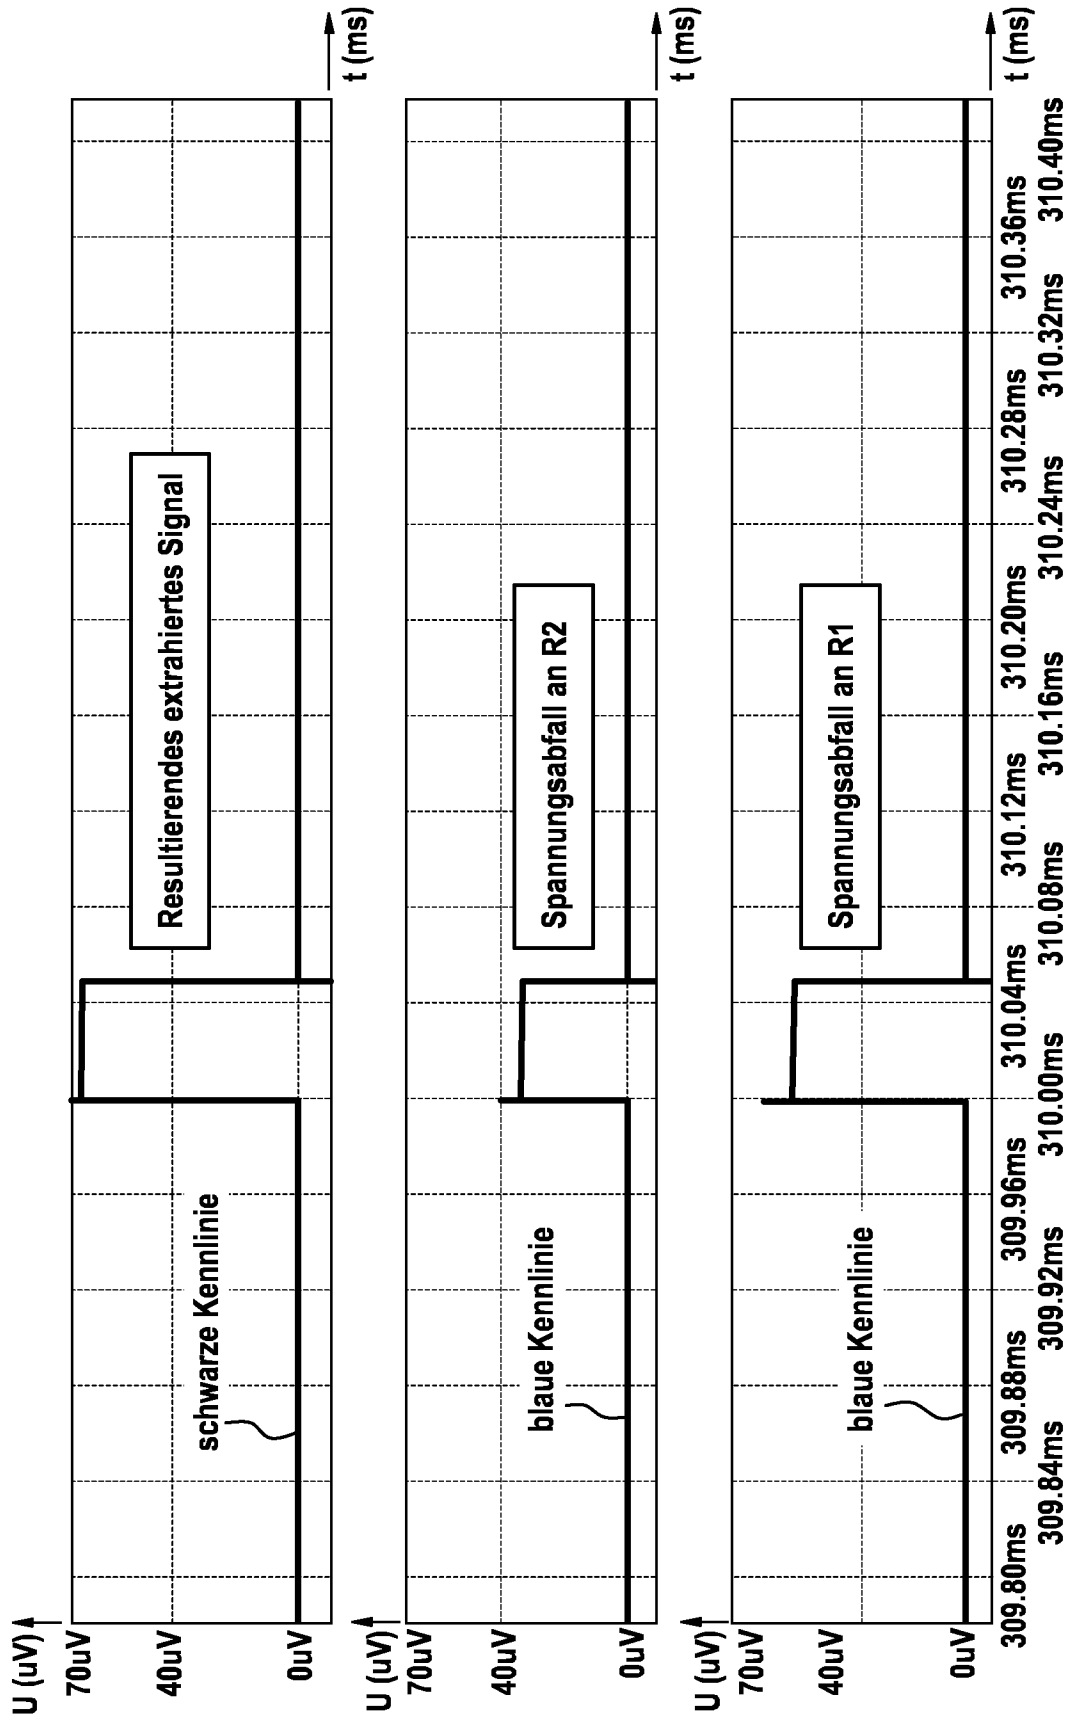 U (uV)
70uV
40uV
0uV
schwarze Kennlinie
Resultierendes extrahiertes Signal
t (ms)
U (uV)
70uV
40uV
0uV
blaue Kennlinie
Spannungsabfall an R2
t (ms)
U (uV)
70uV
40uV
0uV
blaue Kennlinie
Spannungsabfall an R1
t (ms)
309.80ms
309.84ms
309.88ms
309.92ms
309.96ms
310.00ms
310.04ms
310.08ms
310.12ms
310.16ms
310.20ms
310.24ms
310.28ms
310.32ms
310.36ms
310.40ms